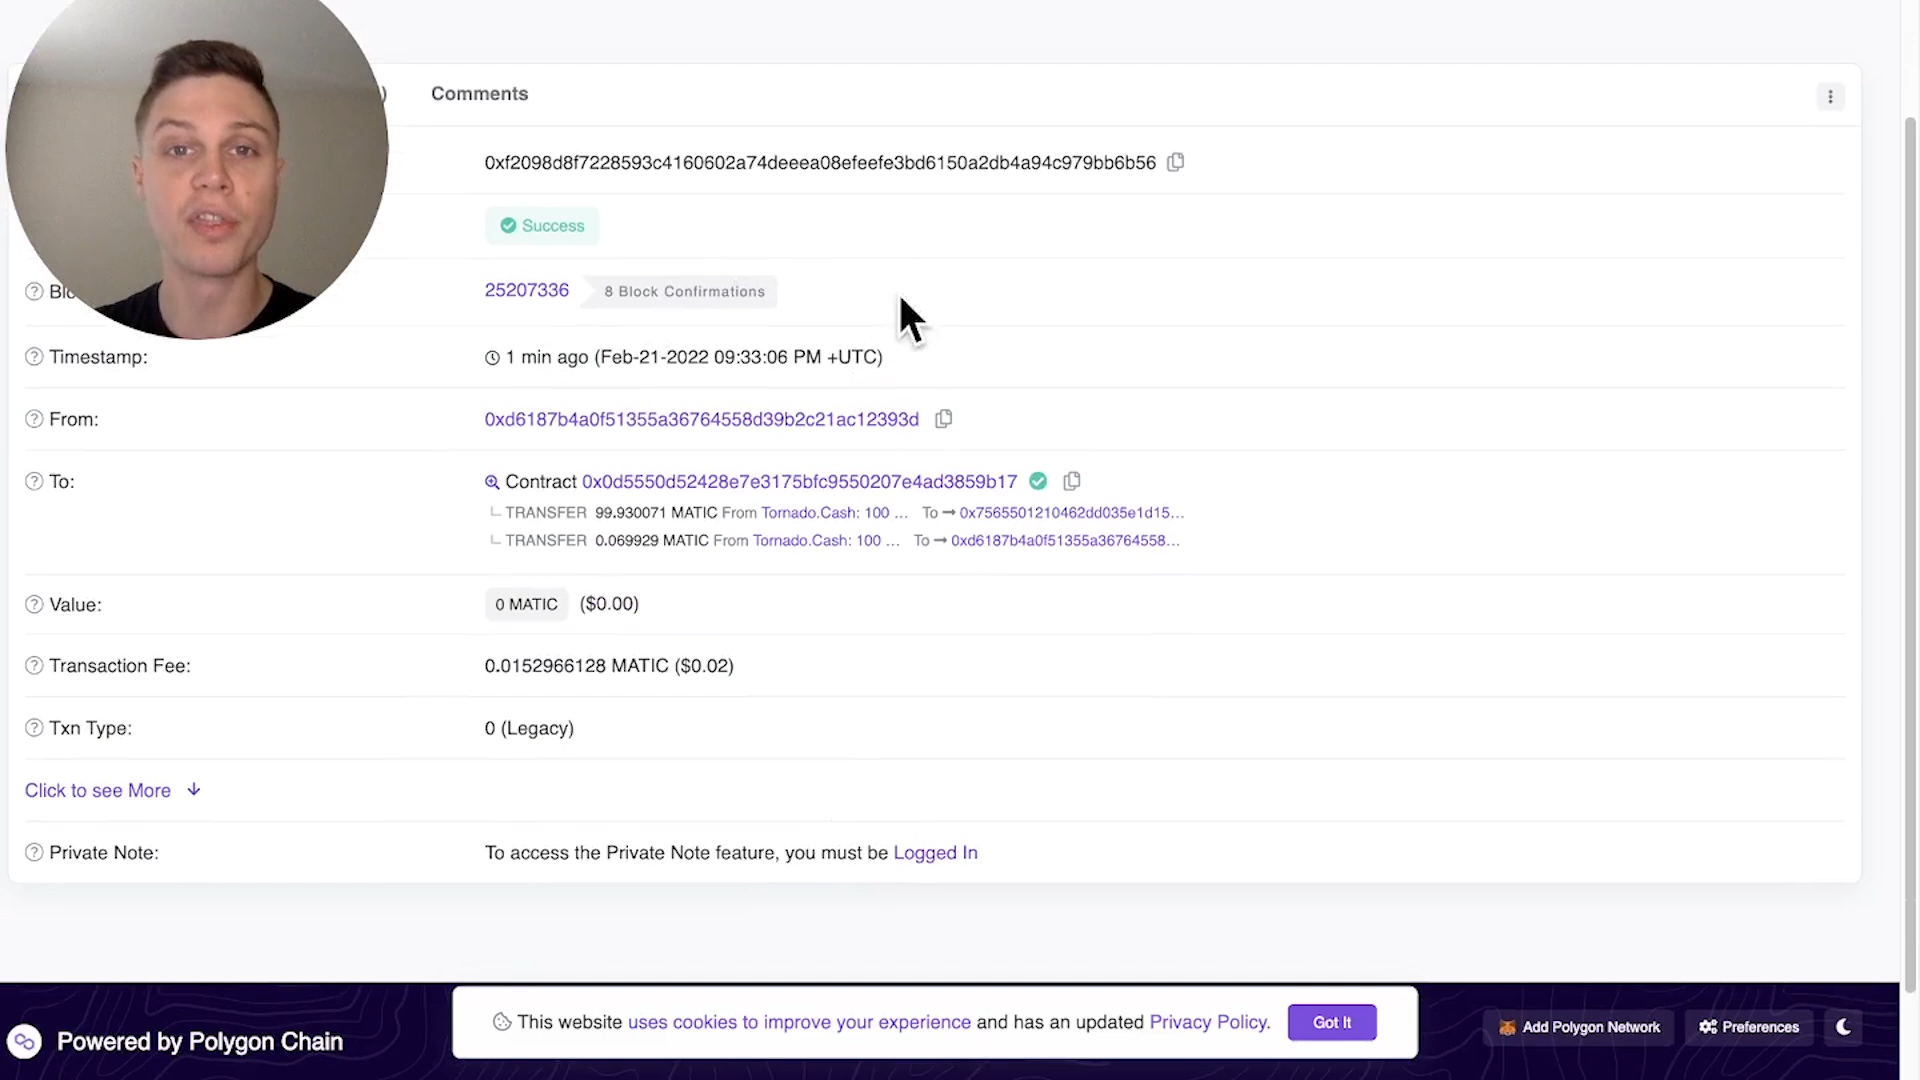 Comments
0xf2098d8f7228593c4160602a74deeea08efeefe3bd6150a2db4a94c979bb6b56
Success
25207336 8 Block Confirmations
Timestamp: 1 min ago (Feb-21-2022 09:33:06 PM +UTC)
From: 0xd6187b4a0f51355a36764558d39b2c21ac12393d
To: Contract 0x0d5550d52428e7e3175bfc9550207e4ad3859b17
TRANSFER 99.930071 MATIC From Tornado.Cash: 100 ... To → 0x7565501210462dd035e1d15...
TRANSFER 0.069929 MATIC From Tornado.Cash: 100 ... To → 0xd6187b4a0f51355a36764558...
Value: 0 MATIC ($0.00)
Transaction Fee: 0.0152966128 MATIC ($0.02)
Txn Type: 0 (Legacy)
Click to see More ↓
Private Note: To access the Private Note feature, you must be Logged In
Powered by Polygon Chain
This website uses cookies to improve your experience and has an updated Privacy Policy.
Got It
Add Polygon Network
Preferences